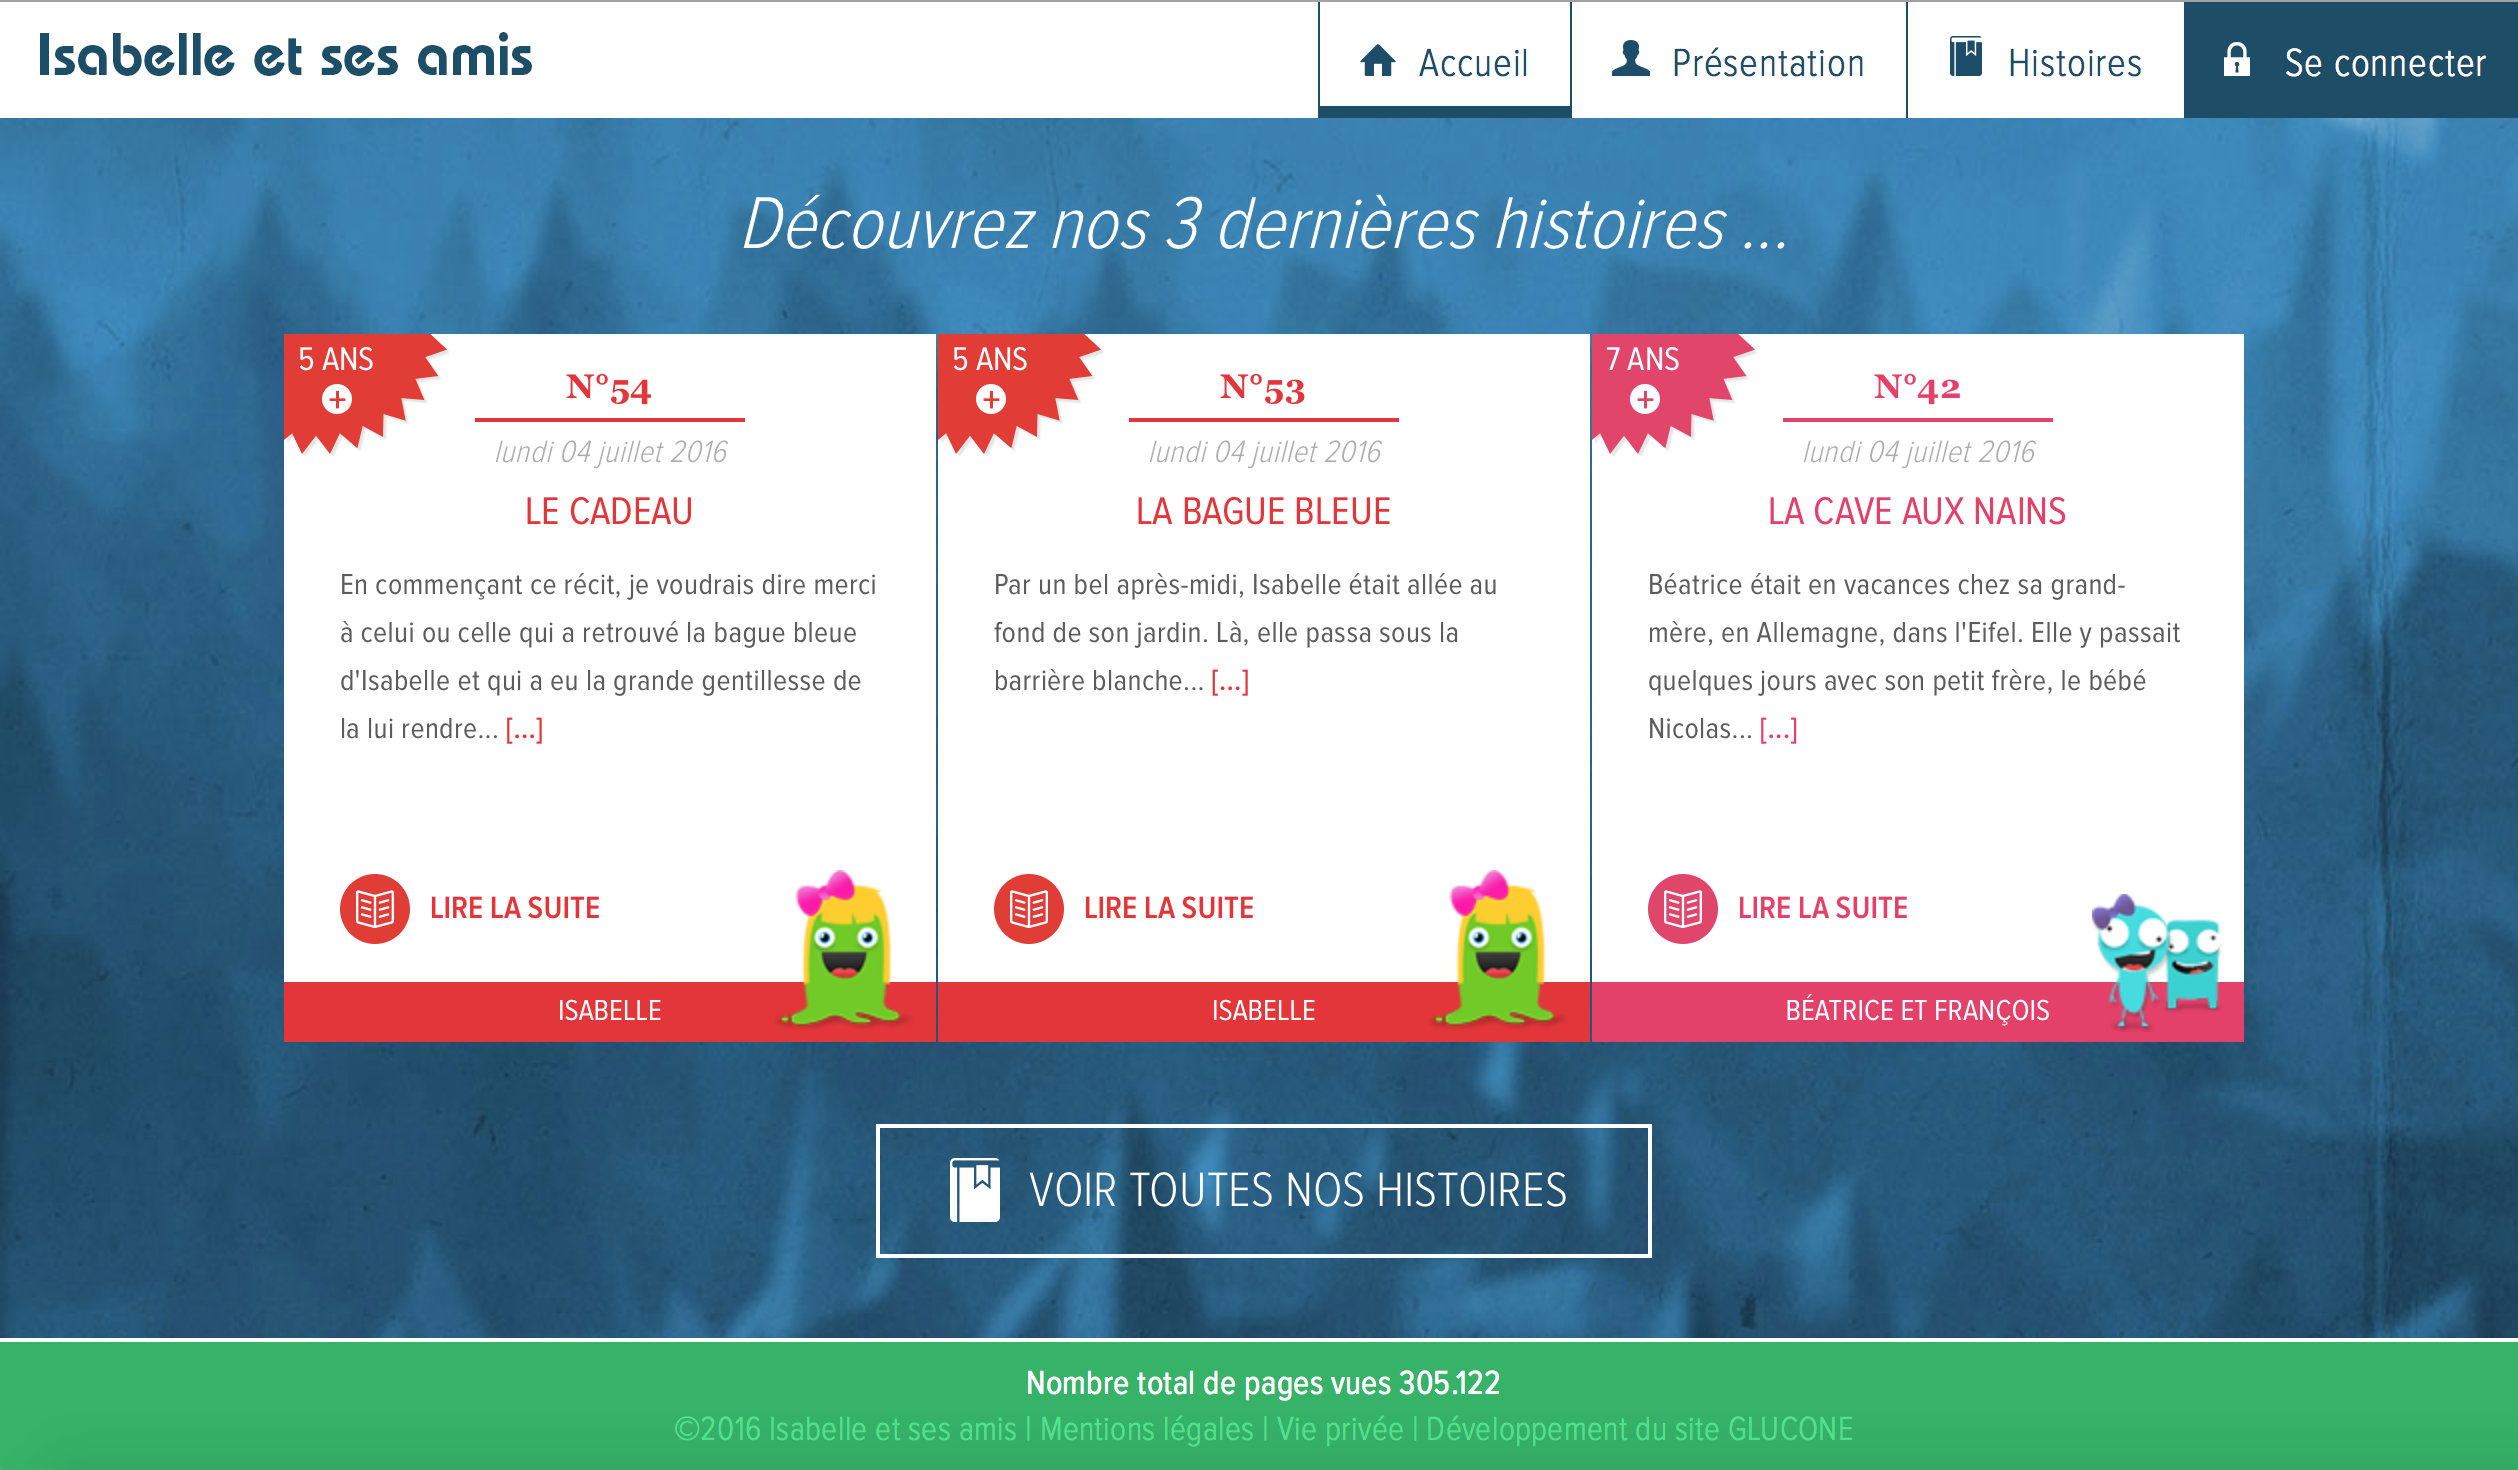 Isabelle et ses amis
Accueil
Présentation
Histoires
Se connecter
Découvrez nos 3 dernières histoires ...
5 ANS
+
N°54
lundi 04 juillet 2016
LE CADEAU
En commençant ce récit, je voudrais dire merci
à celui ou celle qui a retrouvé la bague bleue
d'Isabelle et qui a eu la grande gentillesse de
la lui rendre... [...]
LIRE LA SUITE
ISABELLE
5 ANS
+
N°53
lundi 04 juillet 2016
LA BAGUE BLEUE
Par un bel après-midi, Isabelle était allée au
fond de son jardin. Là, elle passa sous la
barrière blanche... [...]
LIRE LA SUITE
ISABELLE
7 ANS
+
N°42
lundi 04 juillet 2016
LA CAVE AUX NAINS
Béatrice était en vacances chez sa grand-
mère, en Allemagne, dans l'Eifel. Elle y passait
quelques jours avec son petit frère, le bébé
Nicolas... [...]
LIRE LA SUITE
BÉATRICE ET FRANÇOIS
VOIR TOUTES NOS HISTOIRES
Nombre total de pages vues 305.122
©2016 Isabelle et ses amis | Mentions légales | Vie privée | Développement du site GLUCONE